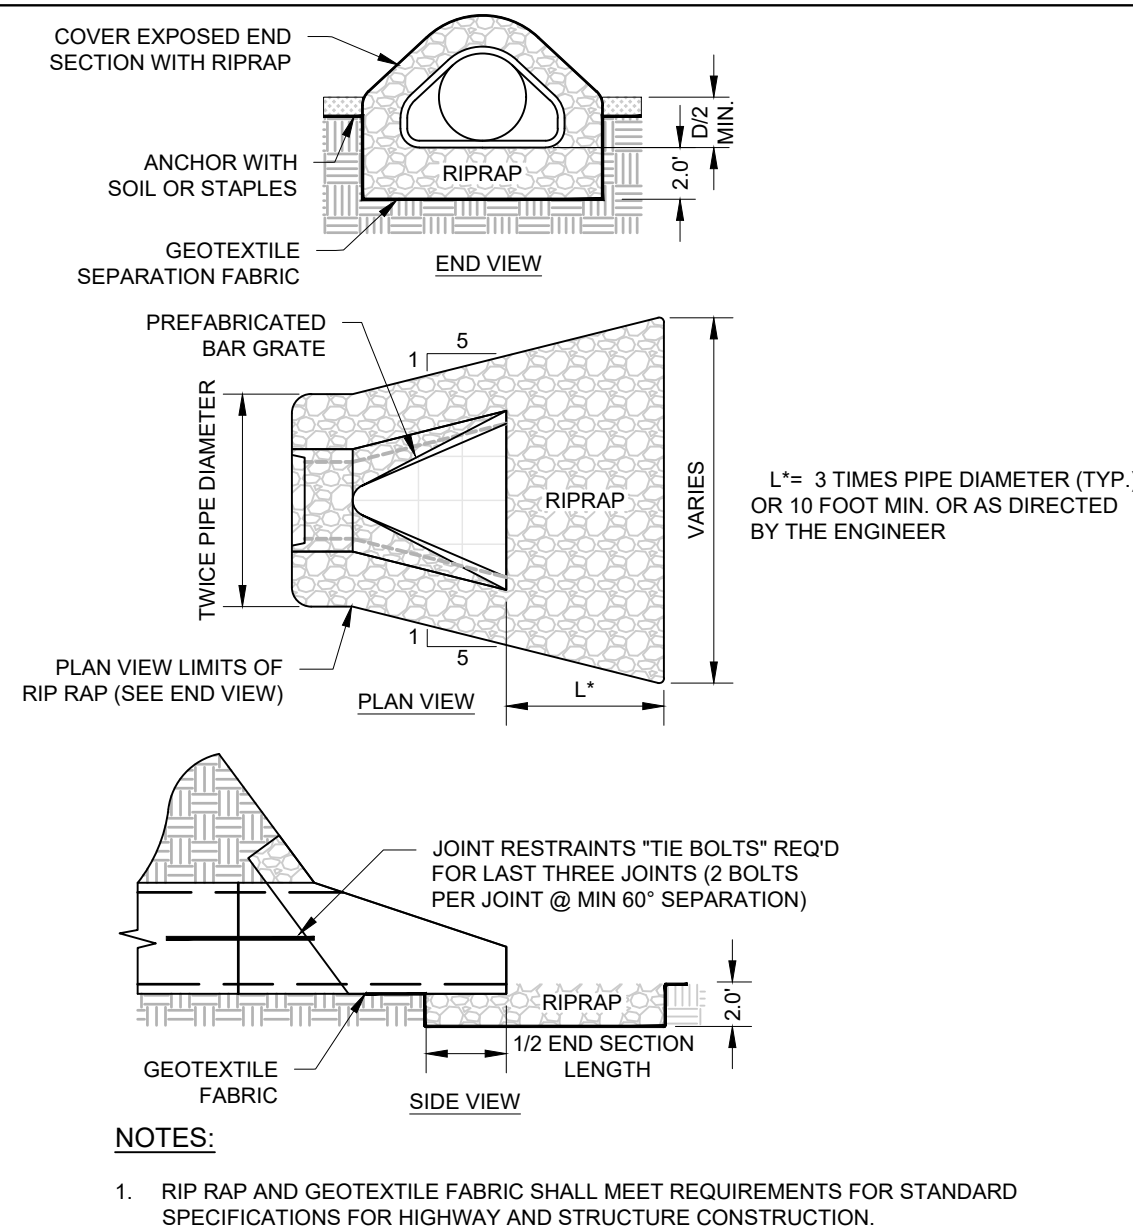 COVER EXPOSED END
SECTION WITH RIPRAP
D/2
MIN.
2.0'
ANCHOR WITH
SOIL OR STAPLES
RIPRAP
GEOTEXTILE
SEPARATION FABRIC
END VIEW
PREFABRICATED
BAR GRATE
1
5
TWICE PIPE DIAMETER
RIPRAP
VARIES
L*= 3 TIMES PIPE DIAMETER (TYP.)
OR 10 FOOT MIN. OR AS DIRECTED
BY THE ENGINEER
1
5
PLAN VIEW LIMITS OF
RIP RAP (SEE END VIEW)
PLAN VIEW
L*
JOINT RESTRAINTS "TIE BOLTS" REQ'D
FOR LAST THREE JOINTS (2 BOLTS
PER JOINT @ MIN 60° SEPARATION)
RIPRAP
2.0'
1/2 END SECTION
LENGTH
GEOTEXTILE
FABRIC
SIDE VIEW
NOTES:
1. RIP RAP AND GEOTEXTILE FABRIC SHALL MEET REQUIREMENTS FOR STANDARD
SPECIFICATIONS FOR HIGHWAY AND STRUCTURE CONSTRUCTION.